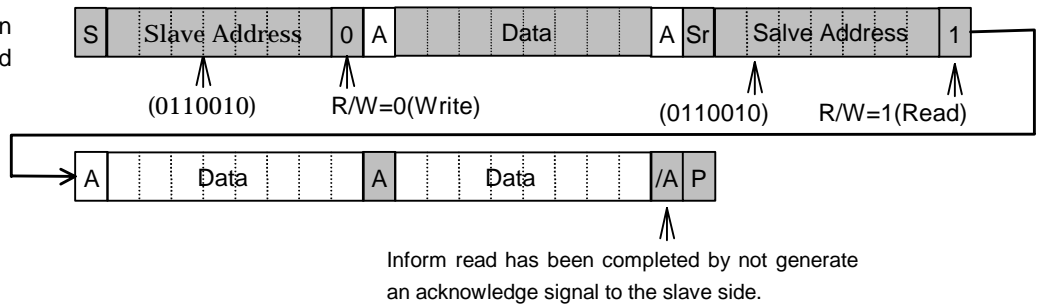 n
d
S Slave Address 0 A Data A Sr Salve Address 1
(0110010) R/W=0(Write) (0110010) R/W=1(Read)
A Data A Data /A P
Inform read has been completed by not generate
an acknowledge signal to the slave side.